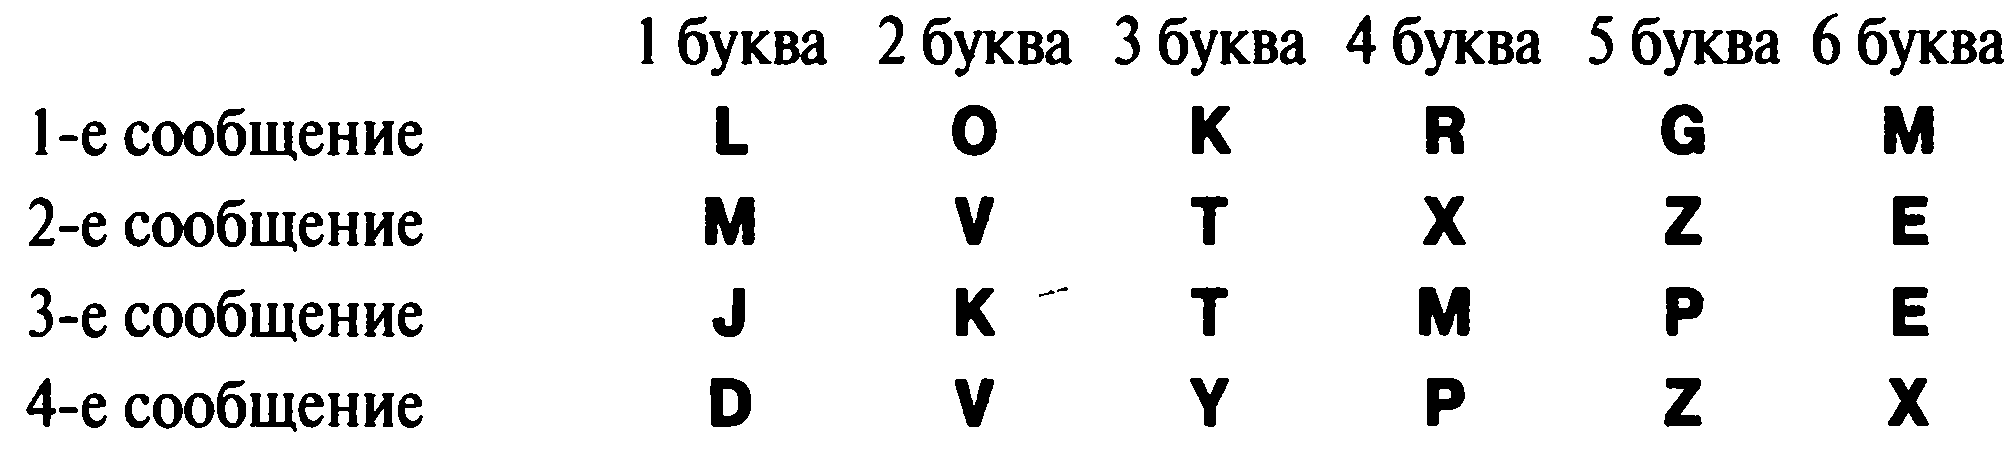 1 буква 2 буква 3 буква 4 буква 5 буква 6 буква
1-е сообщение L O K R G M
2-е сообщение M V T X Z E
3-е сообщение J K T M P E
4-е сообщение D V Y P Z X